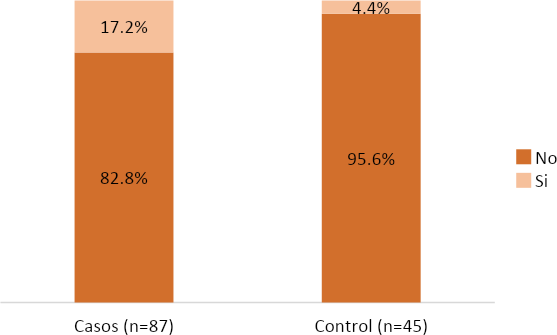 17.2%
4.4%
82.8%
95.6%
No
Si
Casos (n=87)
Control (n=45)